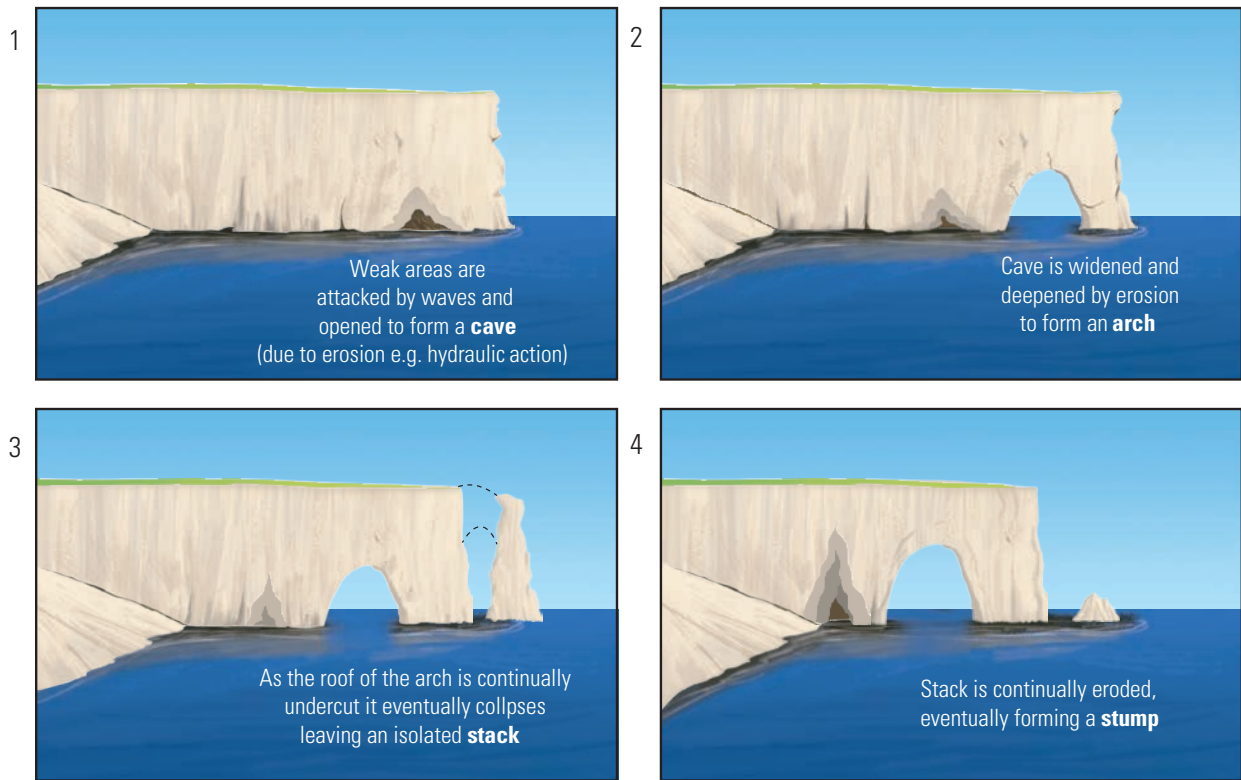 1
Weak areas are
attacked by waves and
opened to form a cave
(due to erosion e.g. hydraulic action)
2
Cave is widened and
deepened by erosion
to form an arch
3
As the roof of the arch is continually
undercut it eventually collpses
leaving an isolated stack
4
Stack is continually eroded,
eventually forming a stump